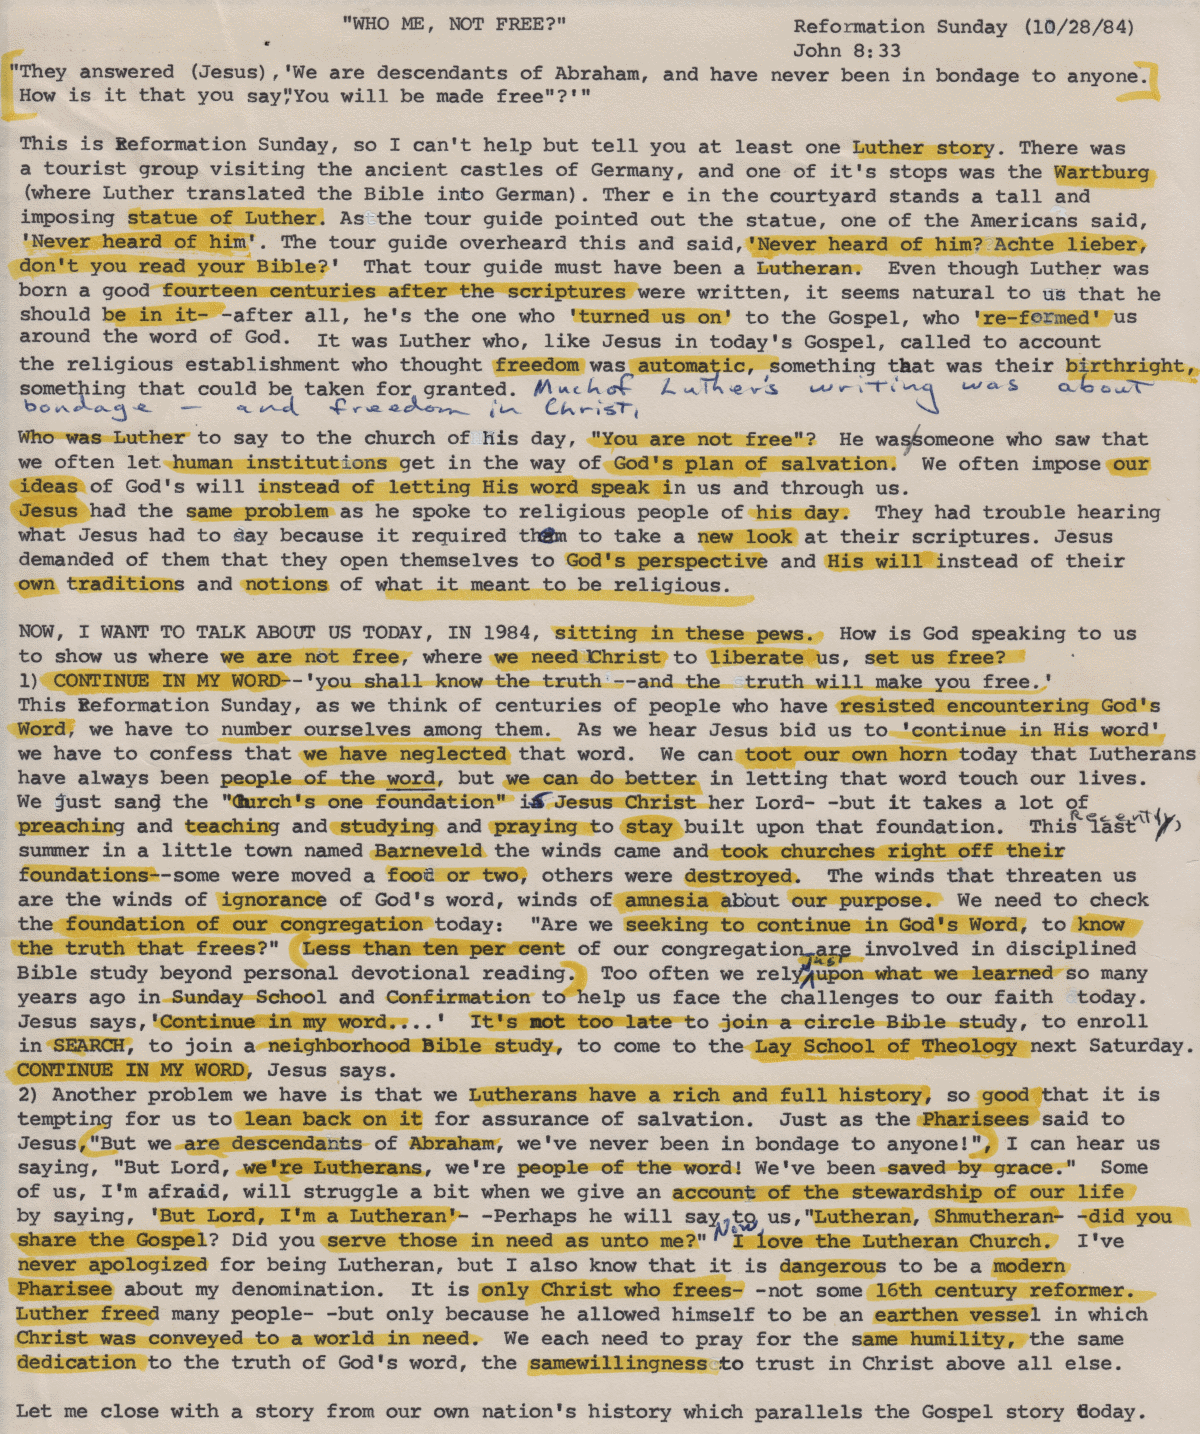 "WHO ME, NOT FREE?"
Reformation Sunday (10/28/84)
John 8:33
"They answered (Jesus),'We are descendants of Abraham, and have never been in bondage to anyone.
How is it that you say,"You will be made free"?'"
This is Reformation Sunday, so I can't help but tell you at least one Luther story. There was
a tourist group visiting the ancient castles of Germany, and one of it's stops was the Wartburg
(where Luther translated the Bible into German). Ther e in the courtyard stands a tall and
imposing statue of Luther. As the tour guide pointed out the statue, one of the Americans said,
'Never heard of him'. The tour guide overheard this and said,'Never heard of him? Achte lieber,
don't you read your Bible?' That tour guide must have been a Lutheran. Even though Luther was
born a good fourteen centuries after the scriptures were written, it seems natural to us that he
should be in it- -after all, he's the one who 'turned us on' to the Gospel, who 're-formed' us
around the word of God. It was Luther who, like Jesus in today's Gospel, called to account
the religious establishment who thought freedom was automatic, something that was their birthright,
something that could be taken for granted. Much of Luther's writing was about
bondage - and freedom in Christ.
Who was Luther to say to the church of his day, "You are not free"? He was someone who saw that
we often let human institutions get in the way of God's plan of salvation. We often impose our
ideas of God's will instead of letting His word speak in us and through us.
Jesus had the same problem as he spoke to religious people of his day. They had trouble hearing
what Jesus had to say because it required them to take a new look at their scriptures. Jesus
demanded of them that they open themselves to God's perspective and His will instead of their
own traditions and notions of what it meant to be religious.
NOW, I WANT TO TALK ABOUT US TODAY, IN 1984, sitting in these pews. How is God speaking to us
to show us where we are not free, where we need Christ to liberate us, set us free?
1) CONTINUE IN MY WORD--'you shall know the truth --and the truth will make you free.'
This Reformation Sunday, as we think of centuries of people who have resisted encountering God's
Word, we have to number ourselves among them. As we hear Jesus bid us to 'continue in His word'
we have to confess that we have neglected that word. We can toot our own horn today that Lutherans
have always been people of the word, but we can do better in letting that word touch our lives.
We just sang the "Church's one foundation" is Jesus Christ her Lord- -but it takes a lot of
preaching and teaching and studying and praying to stay built upon that foundation. This last Recently,
summer in a little town named Barneveld the winds came and took churches right off their
foundations--some were moved a foot or two, others were destroyed. The winds that threaten us
are the winds of ignorance of God's word, winds of amnesia about our purpose. We need to check
the foundation of our congregation today: "Are we seeking to continue in God's Word, to know
the truth that frees?" Less than ten per cent of our congregation are involved in disciplined
Bible study beyond personal devotional reading. Too often we rely just upon what we learned so many
years ago in Sunday School and Confirmation to help us face the challenges to our faith today.
Jesus says,'Continue in my word....' It's not too late to join a circle Bible study, to enroll
in SEARCH, to join a neighborhood Bible study, to come to the Lay School of Theology next Saturday.
CONTINUE IN MY WORD, Jesus says.
2) Another problem we have is that we Lutherans have a rich and full history, so good that it is
tempting for us to lean back on it for assurance of salvation. Just as the Pharisees said to
Jesus,"But we are descendants of Abraham, we've never been in bondage to anyone!", I can hear us
saying, "But Lord, we're Lutherans, we're people of the word! We've been saved by grace." Some
of us, I'm afraid, will struggle a bit when we give an account of the stewardship of our life
by saying, 'But Lord, I'm a Lutheran'- -Perhaps he will say to us,"Lutheran, Shmutheran- -did you
share the Gospel? Did you serve those in need as unto me?" Now, I love the Lutheran Church. I've
never apologized for being Lutheran, but I also know that it is dangerous to be a modern
Pharisee about my denomination. It is only Christ who frees- -not some 16th century reformer.
Luther freed many people- -but only because he allowed himself to be an earthen vessel in which
Christ was conveyed to a world in need. We each need to pray for the same humility, the same
dedication to the truth of God's word, the samewillingness to trust in Christ above all else.
Let me close with a story from our own nation's history which parallels the Gospel story today.